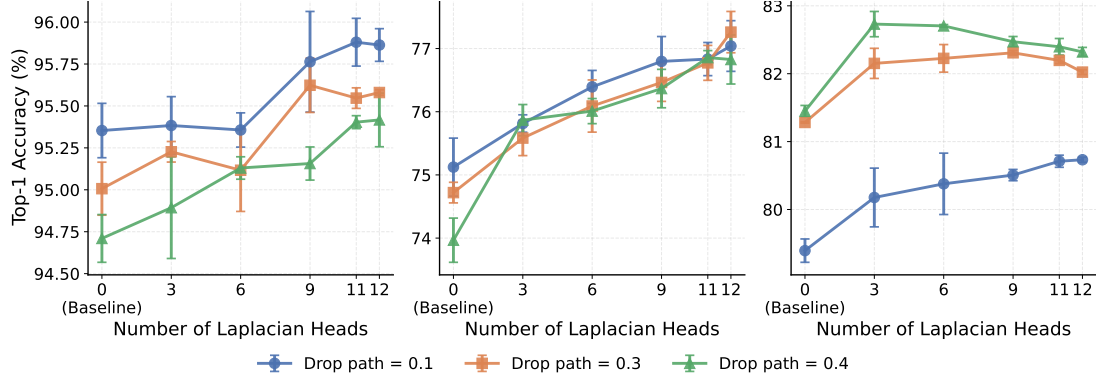 Top-1 Accuracy (%)
96.00
95.75
95.50
95.25
95.00
94.75
94.50
0 3 6 9 11 12
(Baseline)
Number of Laplacian Heads
77
76
75
74
0 3 6 9 11 12
(Baseline)
Number of Laplacian Heads
83
82
81
80
0 3 6 9 11 12
(Baseline)
Number of Laplacian Heads
Drop path = 0.1 Drop path = 0.3 Drop path = 0.4